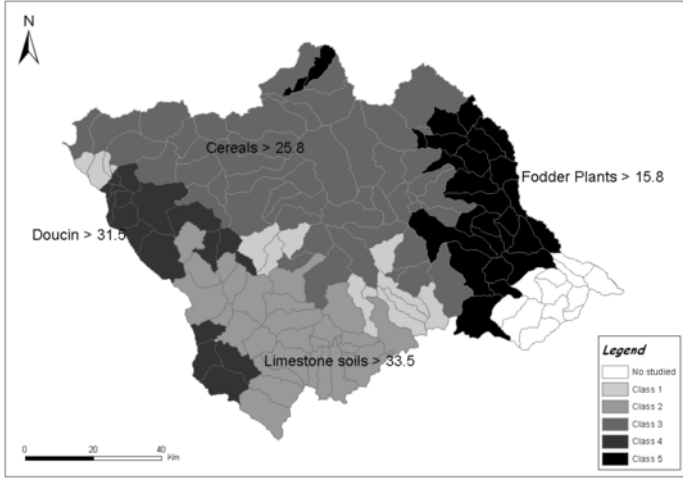 N
Cereals > 25.8
Fodder Plants > 15.8
Doucin > 31.5
Limestone soils > 33.5
Legend
No studied
Class 1
Class 2
Class 3
Class 4
Class 5
0 20 40
Km